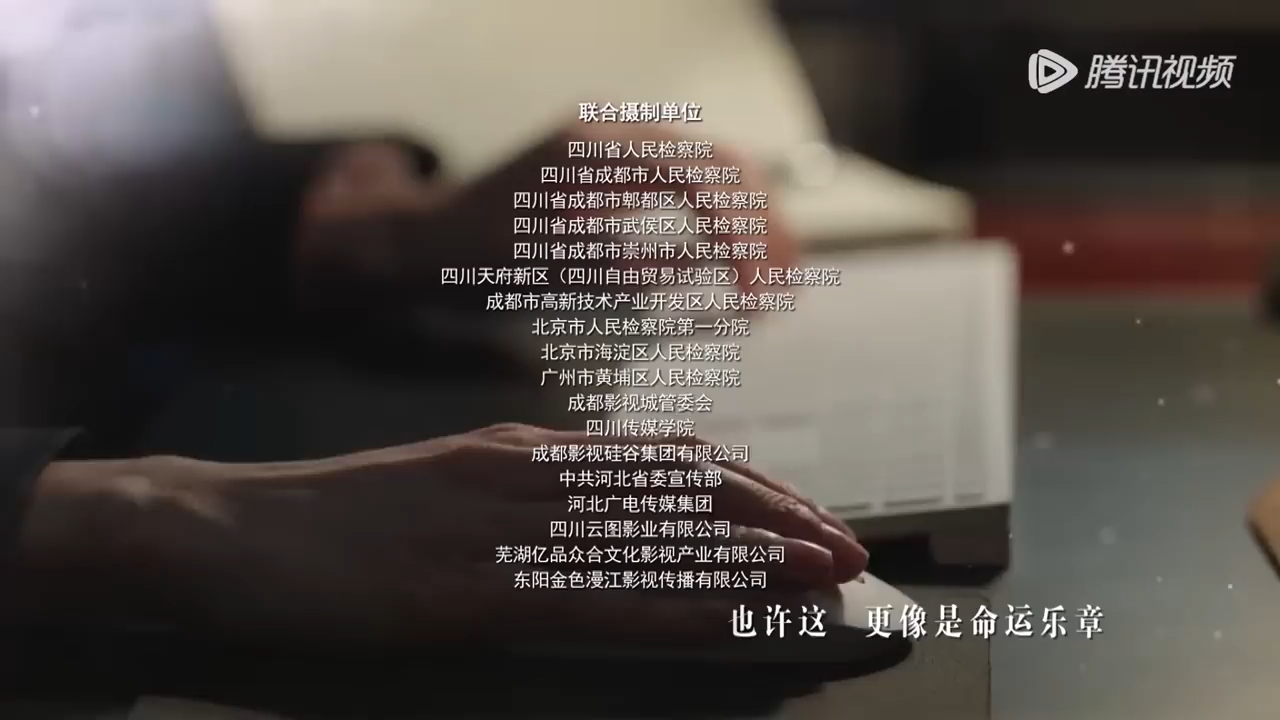 腾讯视频
联合摄制单位
四川省人民检察院
四川省成都市人民检察院
四川省成都市郫都区人民检察院
四川省成都市武侯区人民检察院
四川省成都市崇州市人民检察院
四川天府新区（四川自由贸易试验区）人民检察院
成都市高新技术产业开发区人民检察院
北京市人民检察院第一分院
北京市海淀区人民检察院
广州市黄埔区人民检察院
成都影视城管委会
四川传媒学院
成都影视硅谷集团有限公司
中共河北省委宣传部
河北广电传媒集团
四川云图影业有限公司
芜湖亿品众合文化影视产业有限公司
东阳金色漫江影视传播有限公司
也许这 更像是命运乐章